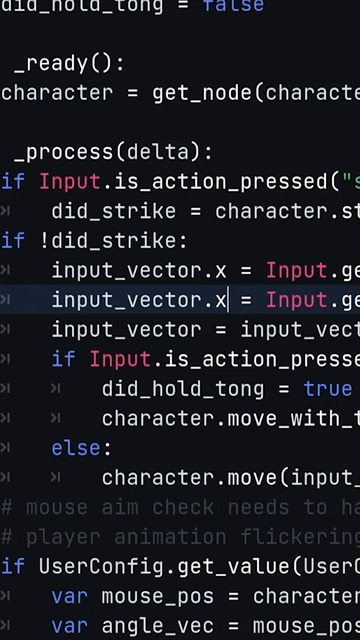 did_hold_tong = false
_ready():
character = get_node(characte
_process(delta):
if Input.is_action_pressed("s
did_strike = character.st
if !did_strike:
input_vector.x = Input.ge
input_vector.x = Input.ge
input_vector = input_vect
if Input.is_action_presse
did_hold_tong = true
character.move_with_t
else:
character.move(input_
# mouse aim check needs to ha
# player animation flickering
if UserConfig.get_value(UserC
var mouse_pos = character
var angle_vec = mouse_pos